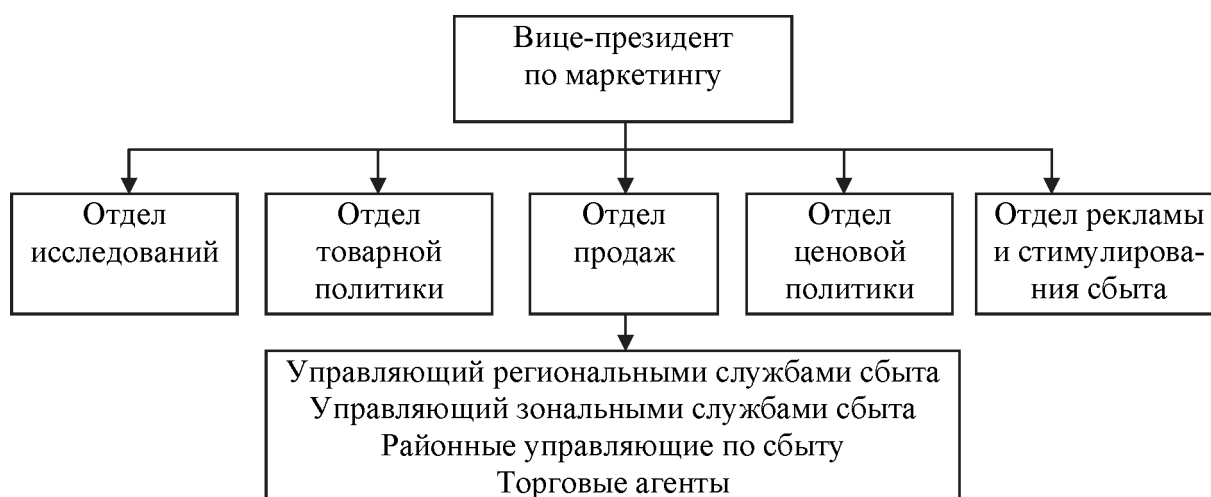 Вице-президент
по маркетингу
Отдел
исследований
Отдел
товарной
политики
Отдел
продаж
Отдел
ценовой
политики
Отдел рекламы
и стимулирова-
ния сбыта
Управляющий региональными службами сбыта
Управляющий зональными службами сбыта
Районные управляющие по сбыту
Торговые агенты